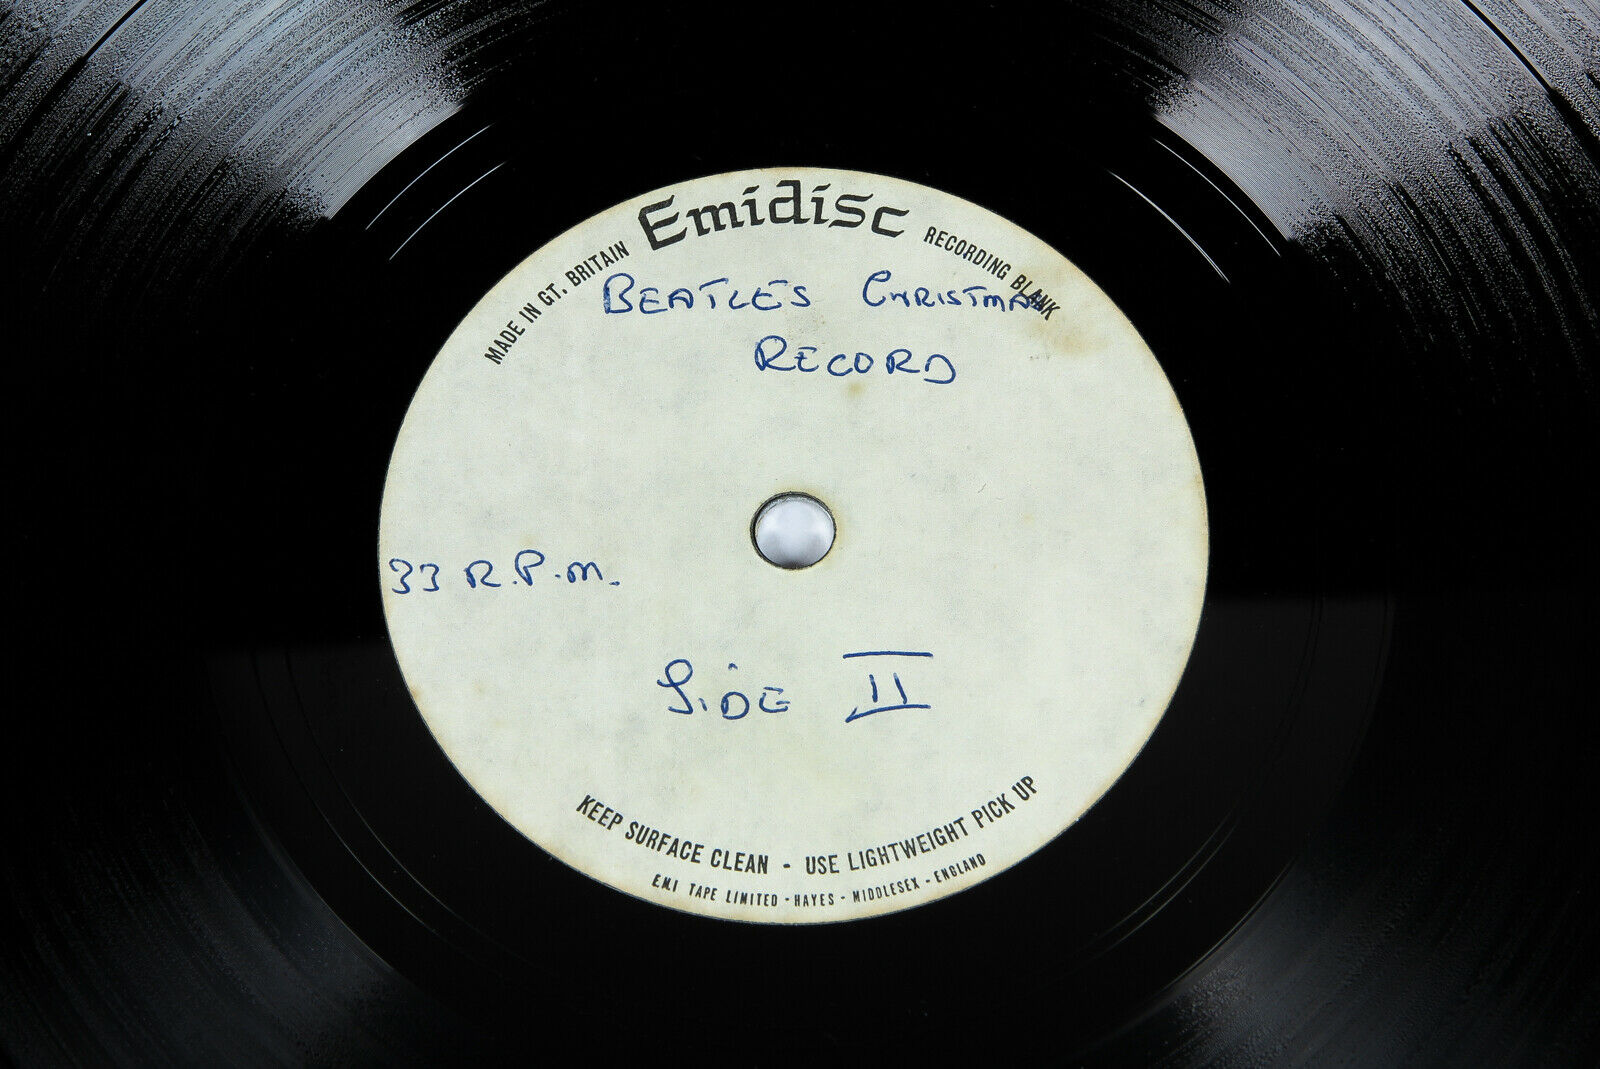 MADE IN GT. BRITAIN Emidisc RECORDING BLANK
BEATLES CHRISTMAS
RECORD
33 R.P.M.
SIDE II
KEEP SURFACE CLEAN - USE LIGHTWEIGHT PICK UP
E.M.I TAPE LIMITED - HAYES - MIDDLESEX - ENGLAND